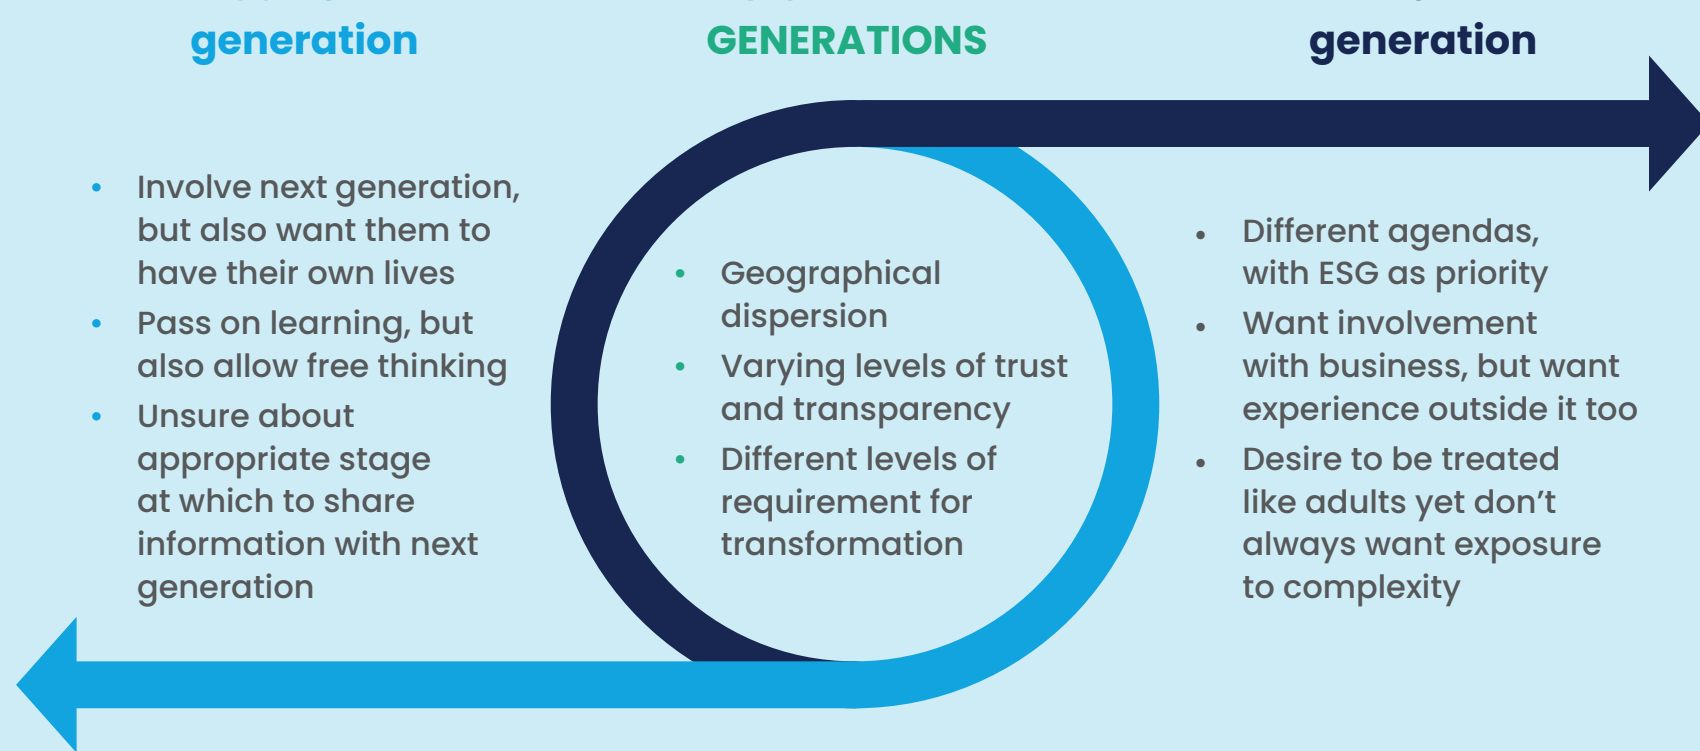 generation
• Involve next generation,
but also want them to
have their own lives
• Pass on learning, but
also allow free thinking
• Unsure about
appropriate stage
at which to share
information with next
generation
GENERATIONS
• Geographical
dispersion
• Varying levels of trust
and transparency
• Different levels of
requirement for
transformation
generation
• Different agendas,
with ESG as priority
• Want involvement
with business, but want
experience outside it too
• Desire to be treated
like adults yet don’t
always want exposure
to complexity